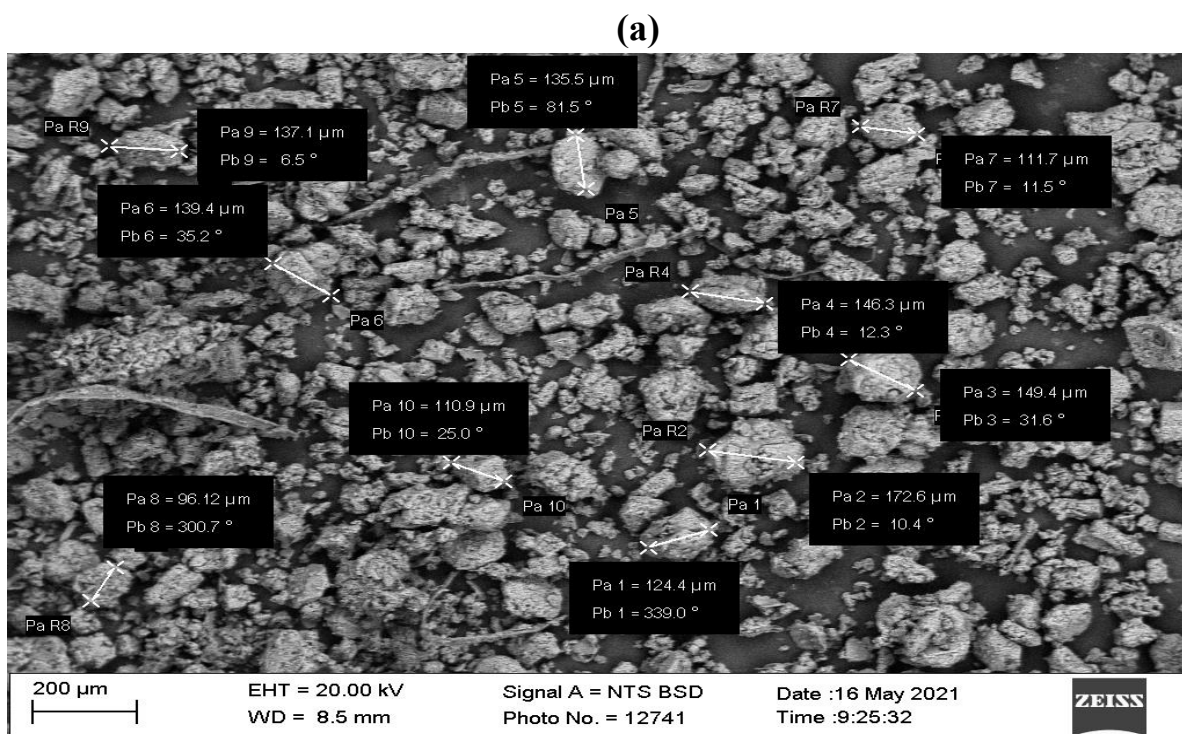 (a)
Pa 5 = 135.5 µm
Pb 5 = 81.5 °
Pa R7
Pa R9
Pa 9 = 137.1 µm
Pb 9 = 6.5 °
Pa 7 = 111.7 µm
Pb 7 = 11.5 °
Pa 6 = 139.4 µm
Pb 6 = 35.2 °
Pa 5
Pa R4
Pa 6
Pa 4 = 146.3 µm
Pb 4 = 12.3 °
Pa 10 = 110.9 µm
Pb 10 = 25.0 °
Pa 3 = 149.4 µm
Pb 3 = 31.6 °
Pa R2
Pa 8 = 96.12 µm
Pb 8 = 300.7 °
Pa 10
Pa 1
Pa 2 = 172.6 µm
Pb 2 = 10.4 °
Pa 1 = 124.4 µm
Pb 1 = 339.0 °
Pa R8
200 µm
EHT = 20.00 kV
Signal A = NTS BSD
Date :16 May 2021
WD = 8.5 mm
Photo No. = 12741
Time :9:25:32
ZEISS